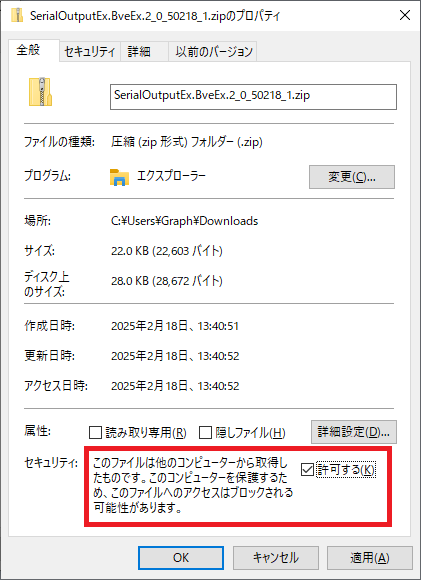 SerialOutputEx.BveEx.2_0_50218_1.zipのプロパティ
全般 セキュリティ 詳細 以前のバージョン
SerialOutputEx.BveEx.2_0_50218_1.zip
ファイルの種類: 圧縮 (zip 形式) フォルダー (.zip)
プログラム: エクスプローラー 変更(C)...
場所: C:¥Users¥Graph¥Downloads
サイズ: 22.0 KB (22,603 バイト)
ディスク上
のサイズ: 28.0 KB (28,672 バイト)
作成日時: 2025年2月18日、13:40:51
更新日時: 2025年2月18日、13:40:52
アクセス日時: 2025年2月18日、13:40:52
属性: 読み取り専用(R) 隠しファイル(H) 詳細設定(D)...
セキュリティ: このファイルは他のコンピューターから取得し
たものです。このコンピューターを保護するた
め、このファイルへのアクセスはブロックされる
可能性があります。
許可する(K)
OK キャンセル 適用(A)